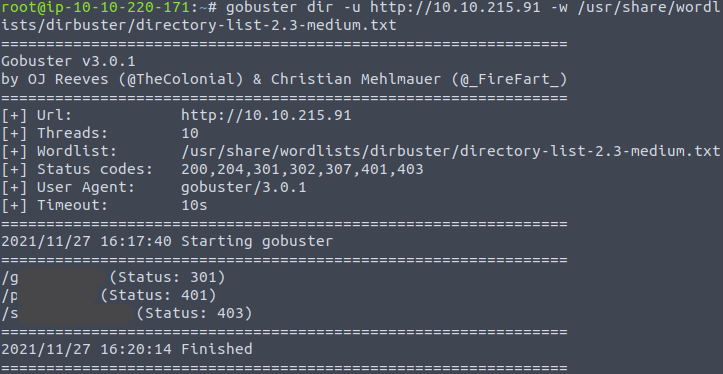 root@ip-10-10-220-171:~# gobuster dir -u http://10.10.215.91 -w /usr/share/wordl
ists/dirbuster/directory-list-2.3-medium.txt
===============================================================
Gobuster v3.0.1
by OJ Reeves (@TheColonial) & Christian Mehlmauer (@_FireFart_)
===============================================================
[+] Url:            http://10.10.215.91
[+] Threads:        10
[+] Wordlist:       /usr/share/wordlists/dirbuster/directory-list-2.3-medium.txt
[+] Status codes:   200,204,301,302,307,401,403
[+] User Agent:     gobuster/3.0.1
[+] Timeout:        10s
===============================================================
2021/11/27 16:17:40 Starting gobuster
===============================================================
/g (Status: 301)
/p (Status: 401)
/s (Status: 403)
===============================================================
2021/11/27 16:20:14 Finished
===============================================================